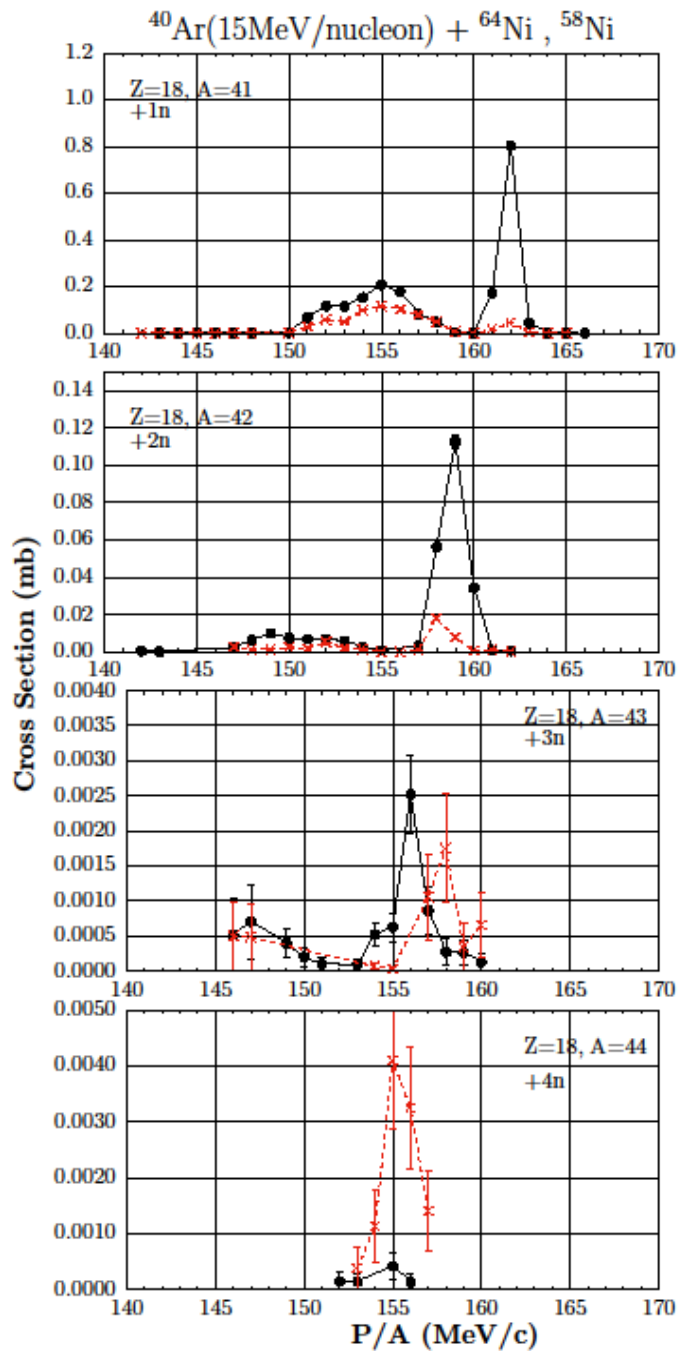 ⁴⁰Ar(15MeV/nucleon) + ⁶⁴Ni , ⁵⁸Ni
1.2
1.0
0.8
0.6
0.4
0.2
0.0
Z=18, A=41
+1n
140 145 150 155 160 165 170
0.14
0.12
0.10
0.08
0.06
0.04
0.02
0.00
Z=18, A=42
+2n
140 145 150 155 160 165 170
Cross Section (mb)
0.0040
0.0035
0.0030
0.0025
0.0020
0.0015
0.0010
0.0005
0.0000
Z=18, A=43
+3n
140 145 150 155 160 165 170
0.0050
0.0040
0.0030
0.0020
0.0010
0.0000
Z=18, A=44
+4n
140 145 150 155 160 165 170
P/A (MeV/c)